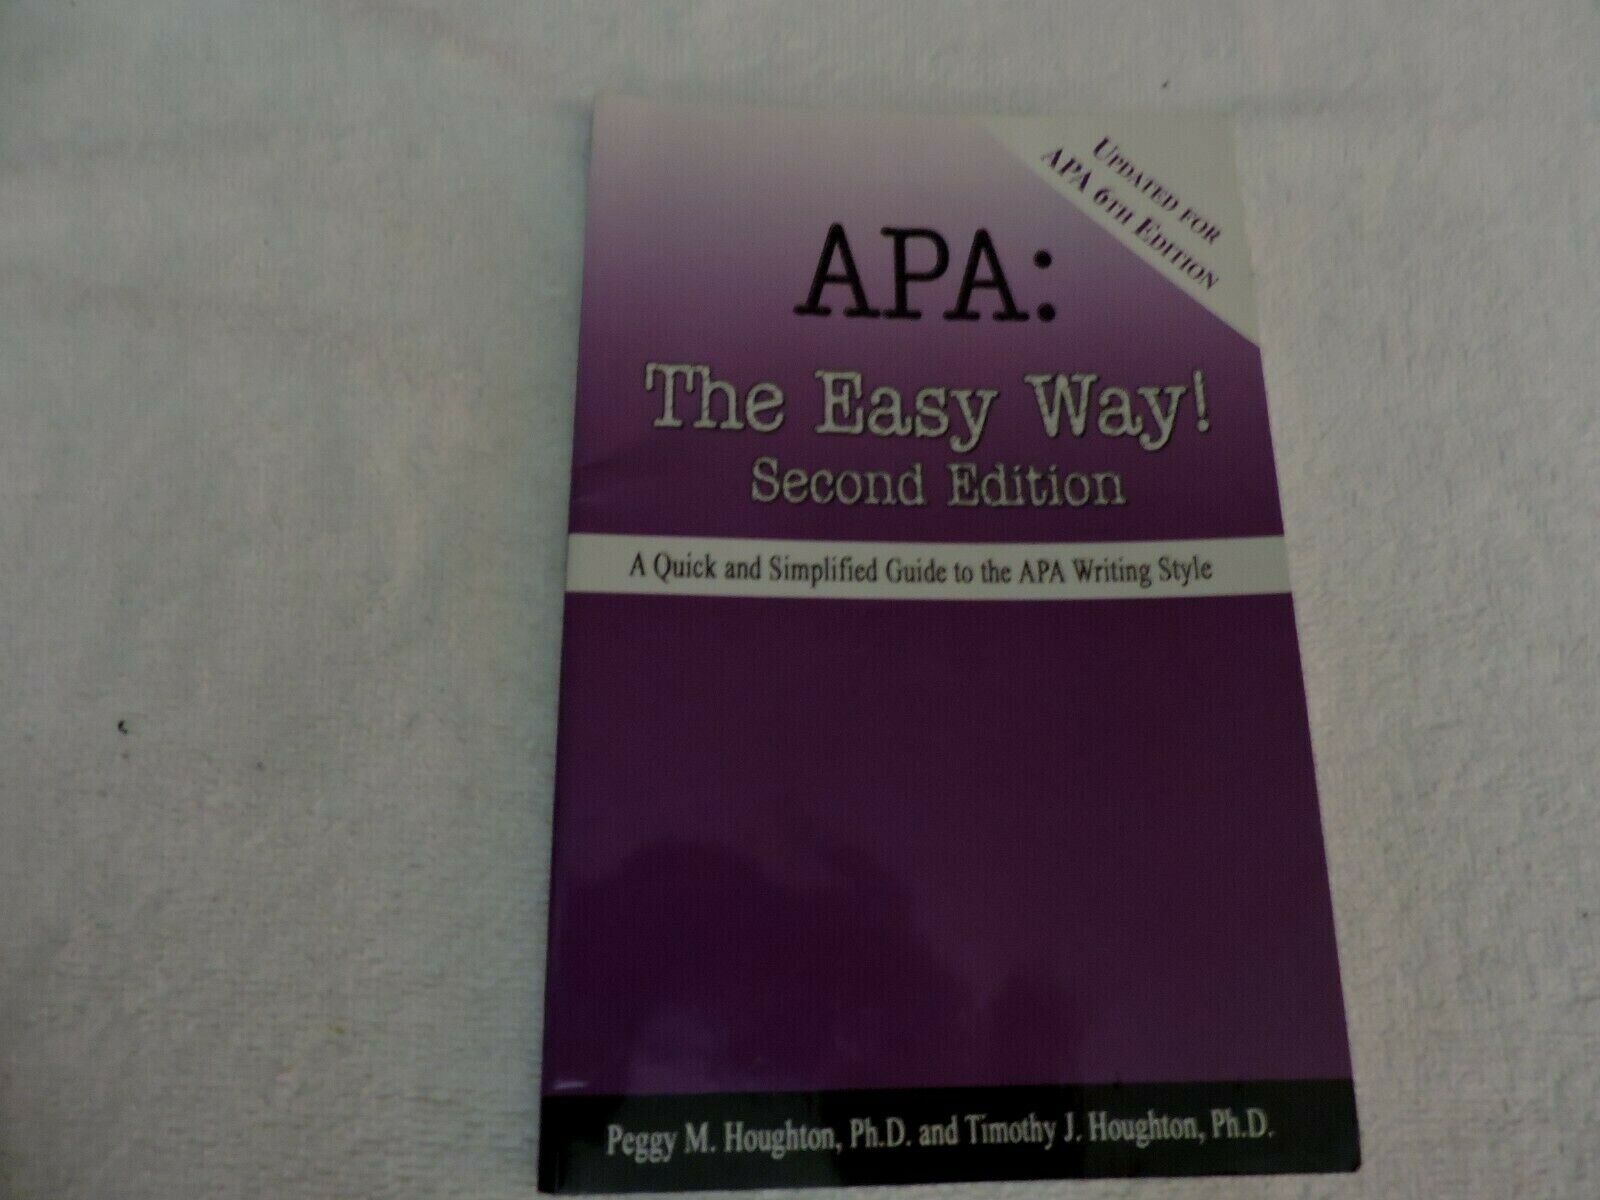 UPDATED FOR
APA 6TH EDITION
APA:
The Easy Way!
Second Edition
A Quick and Simplified Guide to the APA Writing Style
Peggy M. Houghton, Ph.D. and Timothy J. Houghton, Ph.D.